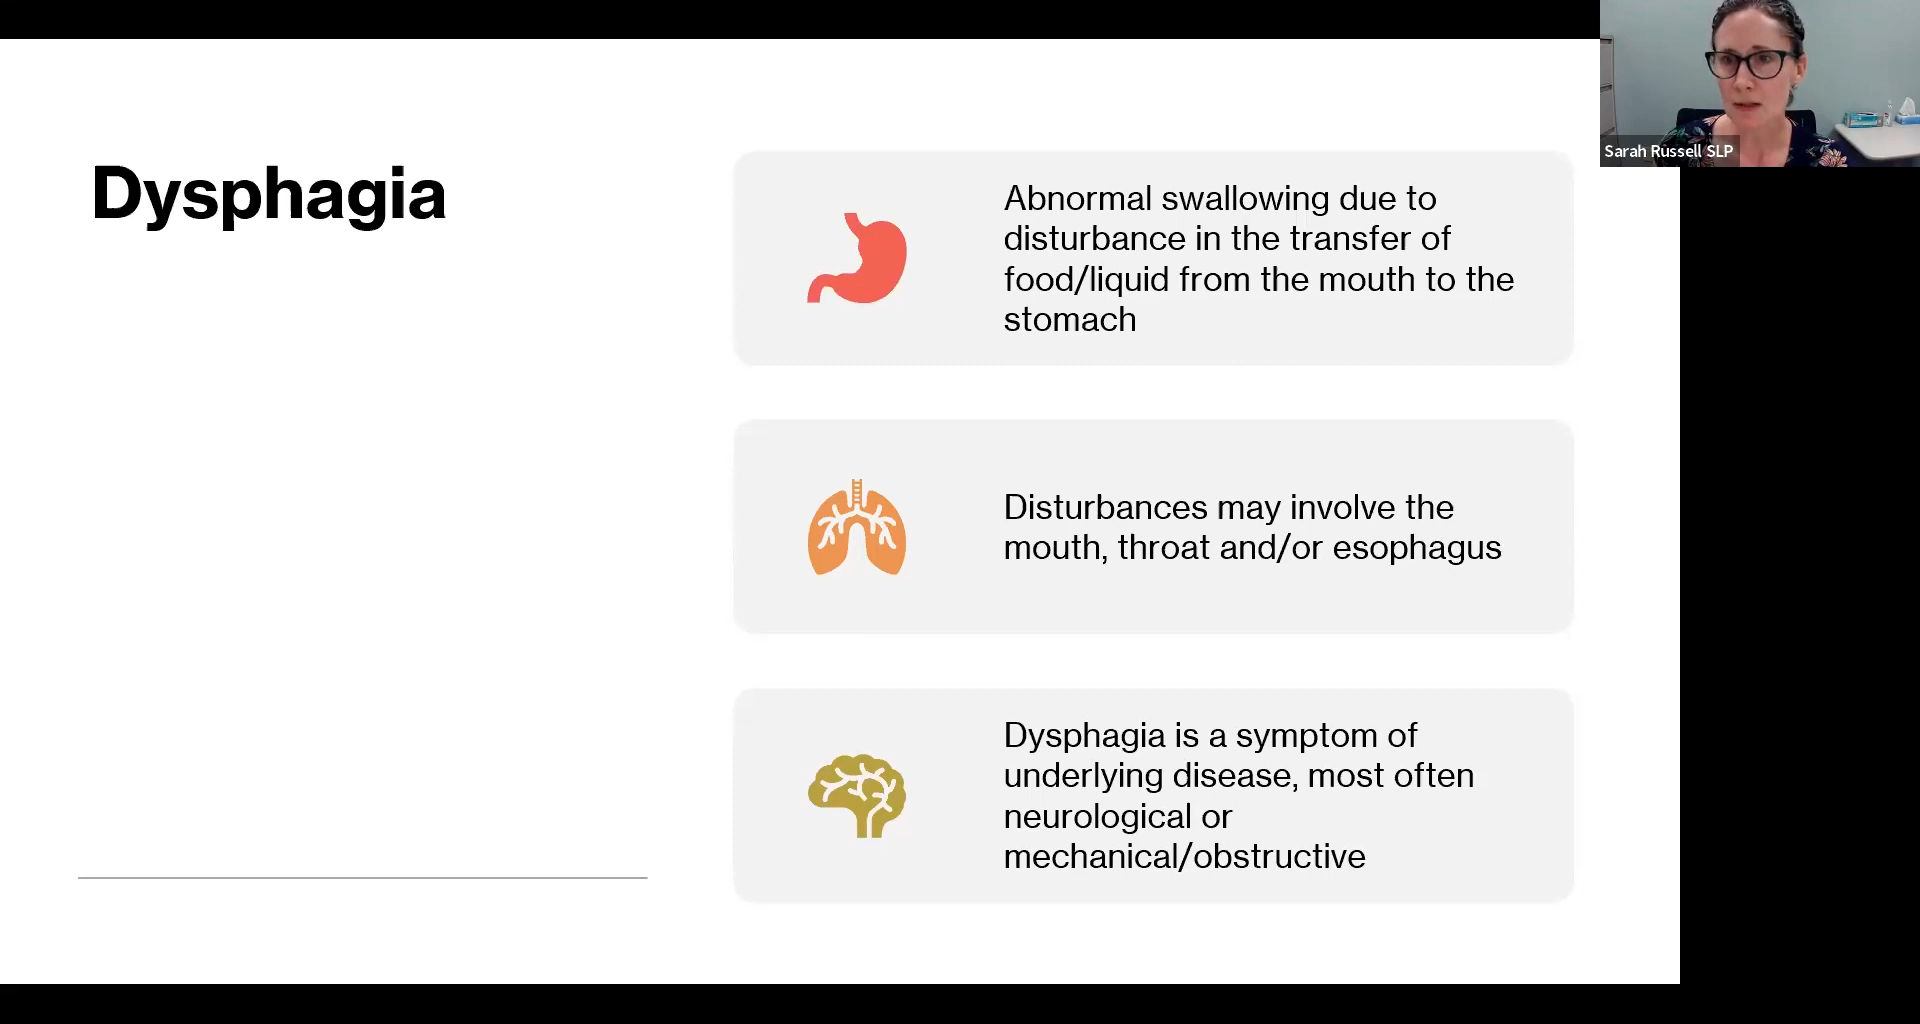 Dysphagia
Abnormal swallowing due to
disturbance in the transfer of
food/liquid from the mouth to the
stomach
Disturbances may involve the
mouth, throat and/or esophagus
Dysphagia is a symptom of
underlying disease, most often
neurological or
mechanical/obstructive
Sarah Russell SLP